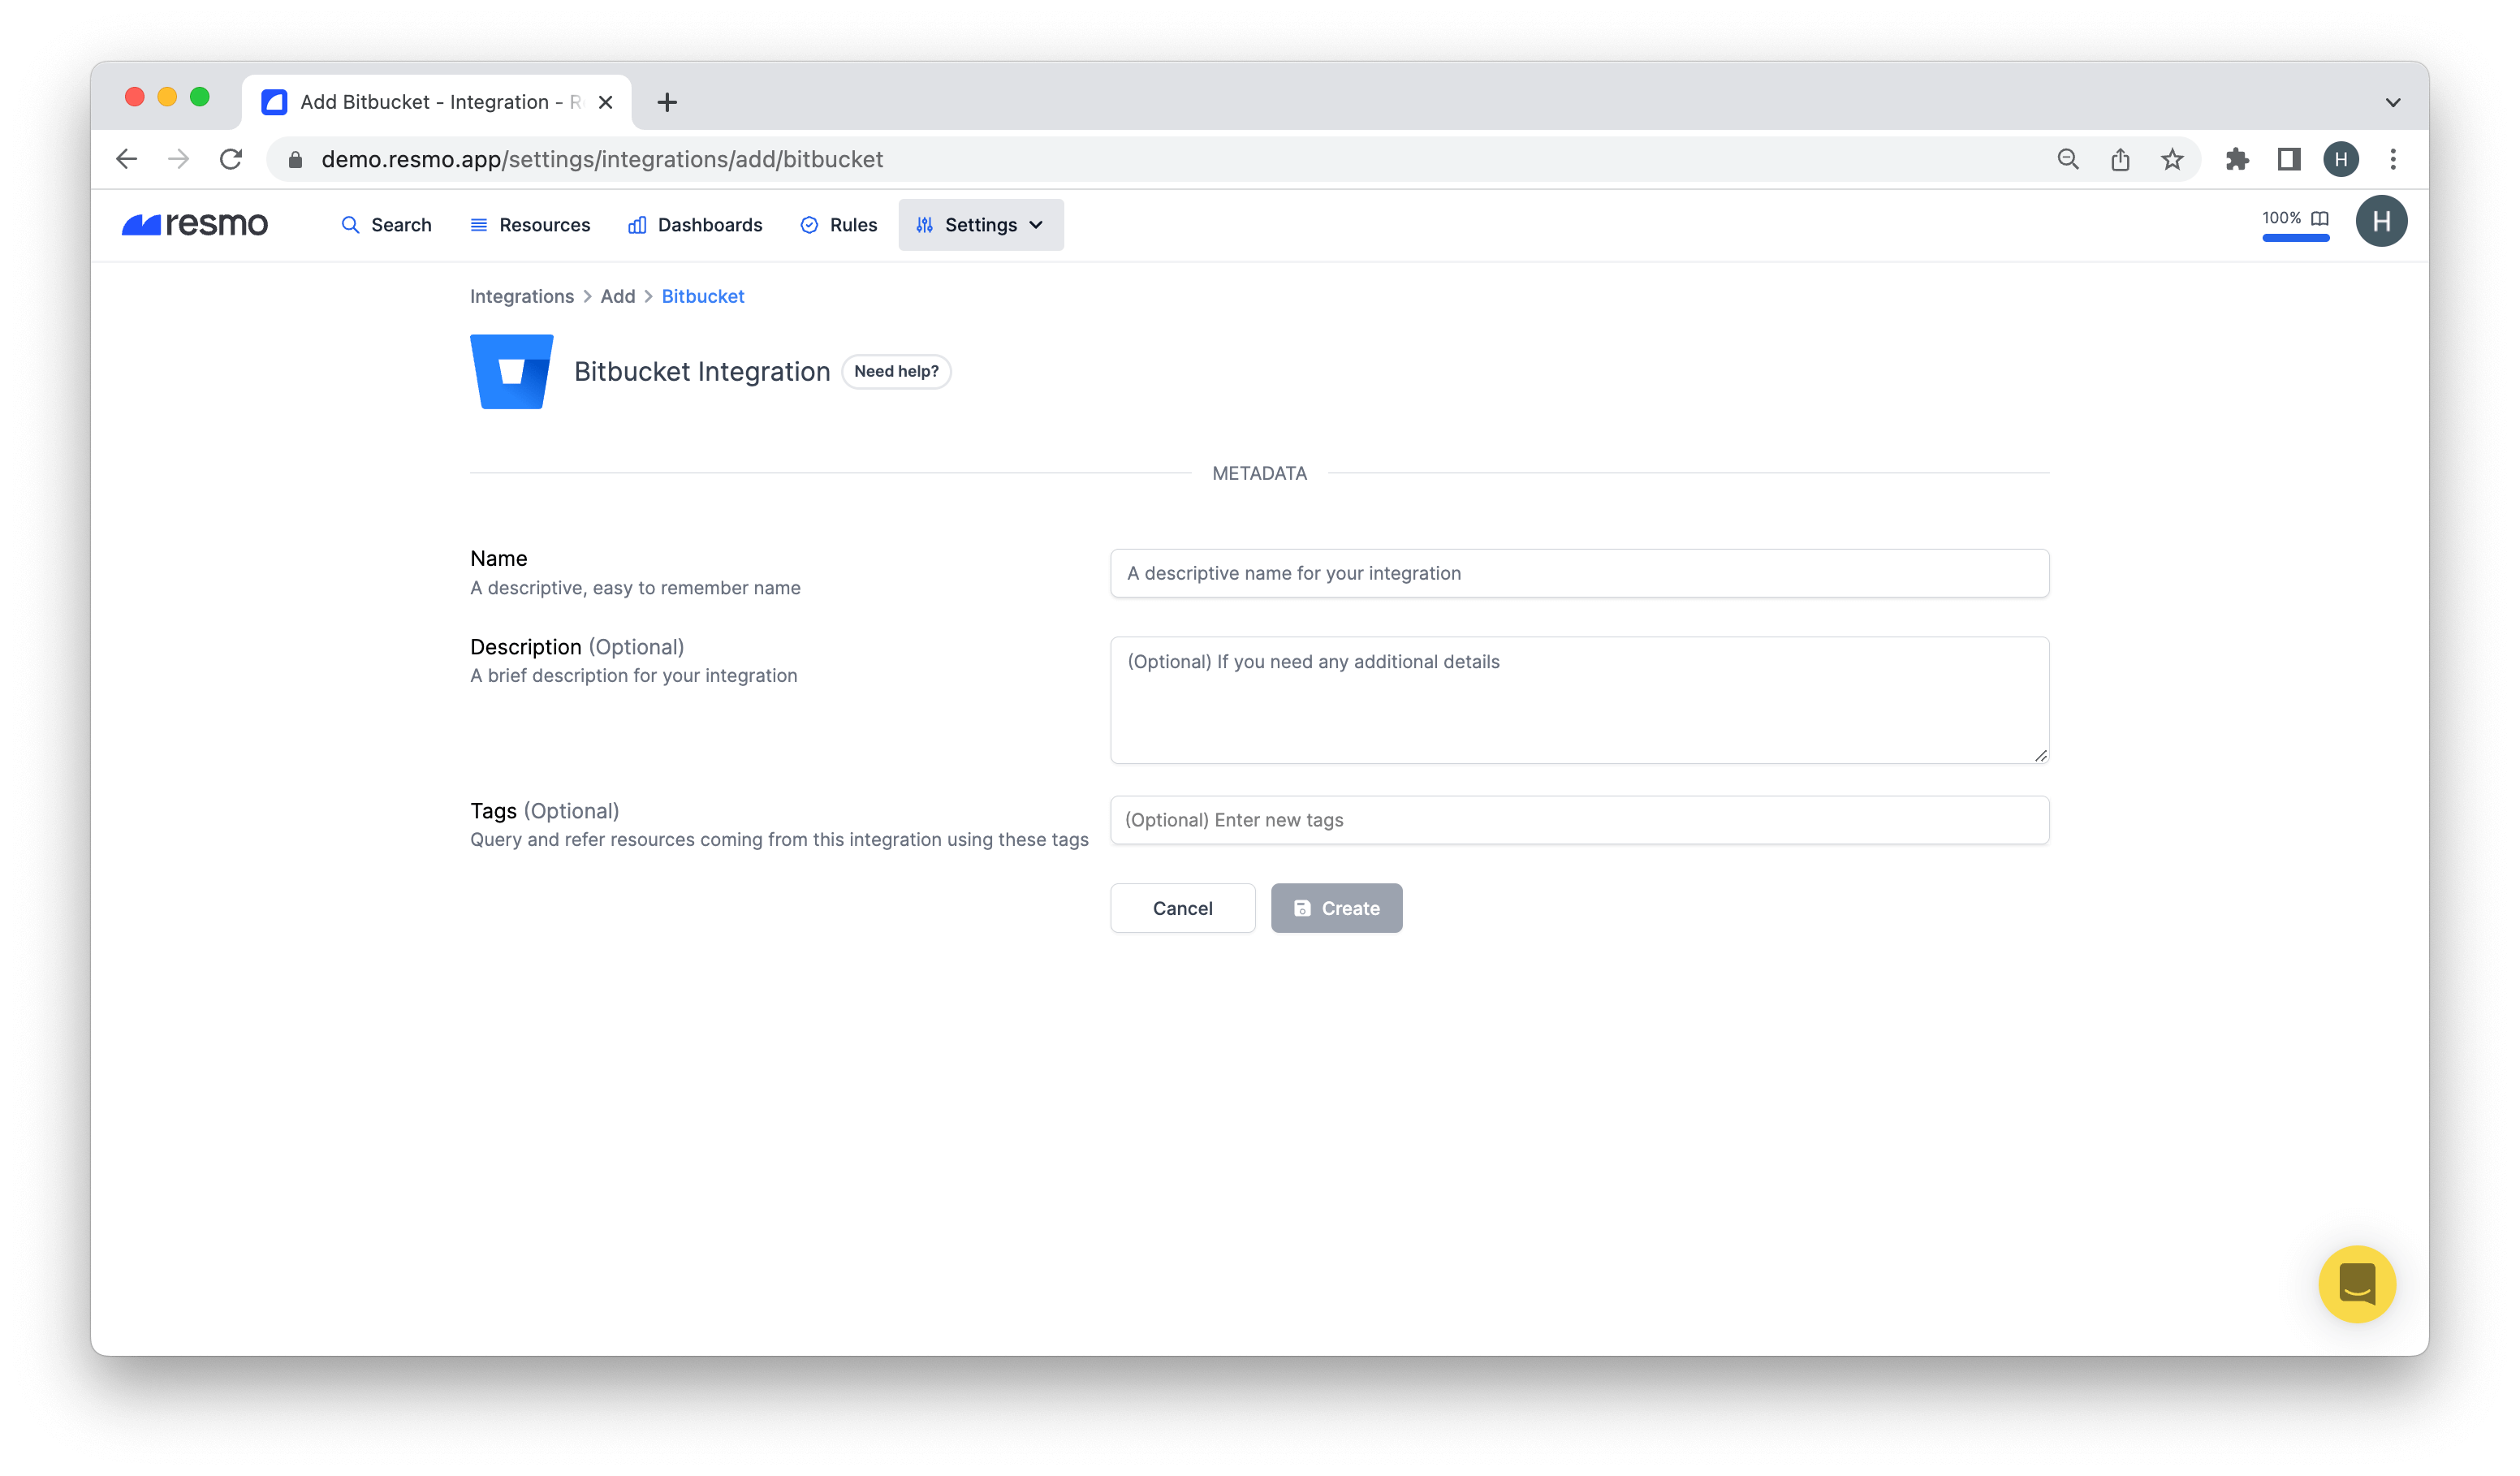 Add Bitbucket - Integration - R
demo.resmo.app/settings/integrations/add/bitbucket
H
resmo
Search
Resources
Dashboards
Rules
Settings
100%
H
Integrations > Add > Bitbucket
Bitbucket Integration
Need help?
METADATA
Name
A descriptive, easy to remember name
A descriptive name for your integration
Description (Optional)
A brief description for your integration
(Optional) If you need any additional details
Tags (Optional)
Query and refer resources coming from this integration using these tags
(Optional) Enter new tags
Cancel
Create